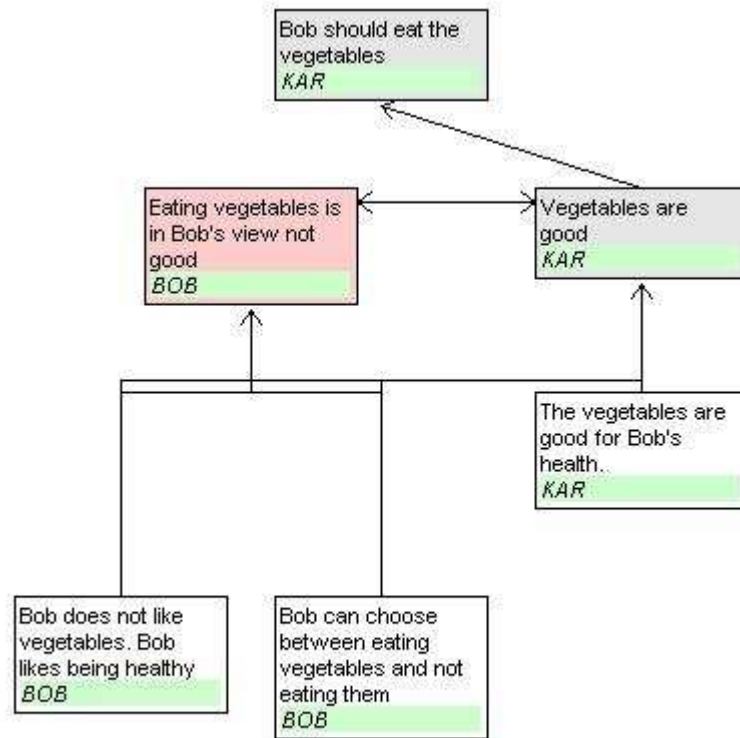 Bob should eat the
vegetables
KAR
Eating vegetables is
in Bob's view not
good
BOB
Vegetables are
good
KAR
The vegetables are
good for Bob's
health.
KAR
Bob does not like
vegetables. Bob
likes being healthy
BOB
Bob can choose
between eating
vegetables and not
eating them
BOB